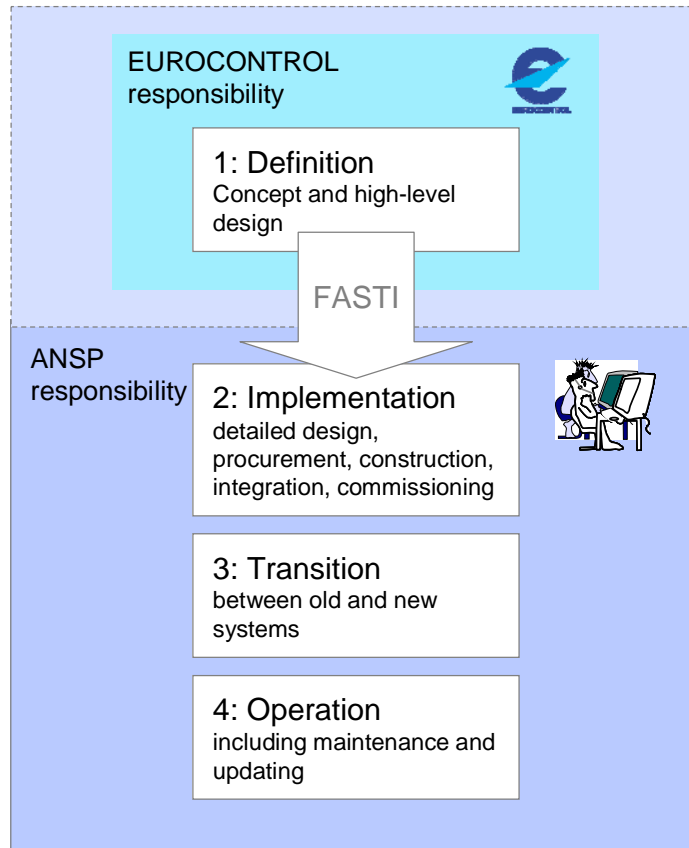 EUROCONTROL
responsibility
EUROCONTROL
1: Definition
Concept and high-level
design
FASTI
ANSP
responsibility
2: Implementation
detailed design,
procurement, construction,
integration, commissioning
3: Transition
between old and new
systems
4: Operation
including maintenance and
updating